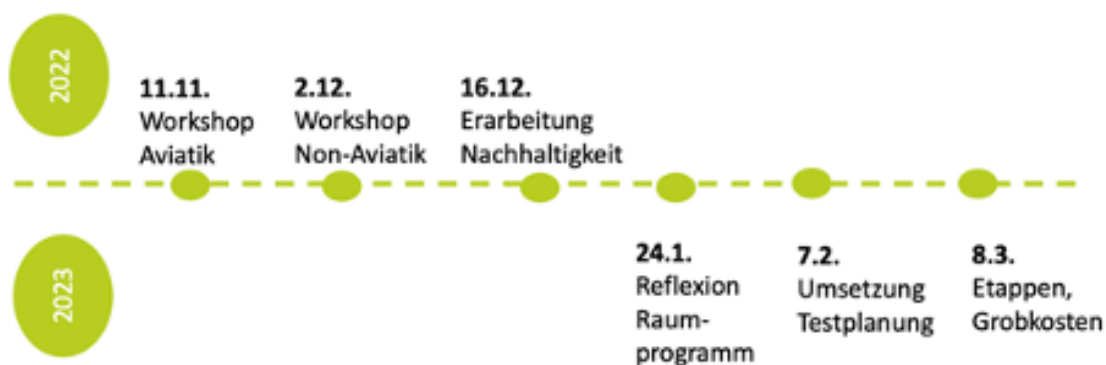 2022
11.11.
Workshop
Aviatik
2.12.
Workshop
Non-Aviatik
16.12.
Erarbeitung
Nachhaltigkeit
2023
24.1.
Reflexion
Raum-
programm
7.2.
Umsetzung
Testplanung
8.3.
Etappen,
Grobkosten